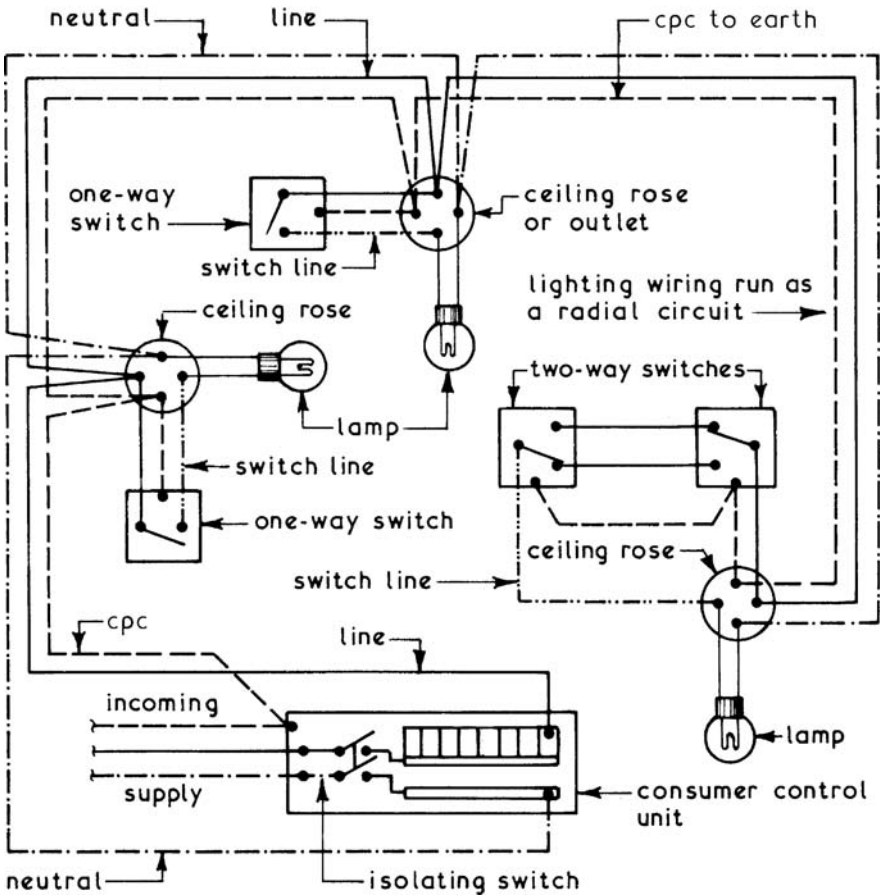 neutral
line
cpc to earth
one-way
switch
ceiling rose
or outlet
switch line
lighting wiring run as
a radial circuit
ceiling rose
two-way switches
lamp
switch line
one-way switch
ceiling rose
switch line
cpc
line
incoming
lamp
supply
consumer control
unit
neutral
isolating switch